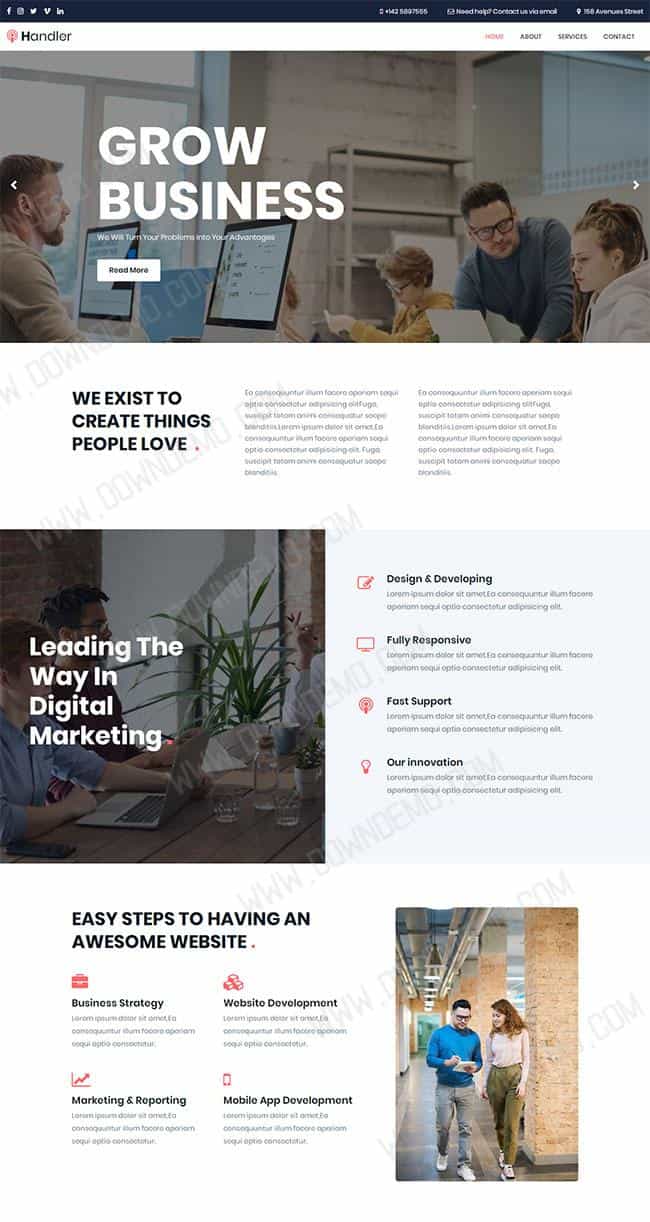 +142 5897555
Need help? Contact us via email
158 Avenues Street
Handler
HOME
ABOUT
SERVICES
CONTACT
GROW
BUSINESS
We Will Turn Your Problems Into Your Advantages
Read More
WE EXIST TO
CREATE THINGS
PEOPLE LOVE .
Ea consequuntur illum facere aperiam sequi
optio consectetur adipisicing elitFuga,
suscipit totam animi consequatur saepe
blanditiis.Lorem ipsum dolor sit amet,Ea
consequuntur illum facere aperiam sequi
optio consectetur adipisicing elit. Fuga,
suscipit totam animi consequatur saepe
blanditiis.
Ea consequuntur illum facere aperiam sequi
optio consectetur adipisicing elitFuga,
suscipit totam animi consequatur saepe
blanditiis.Lorem ipsum dolor sit amet,Ea
consequuntur illum facere aperiam sequi
optio consectetur adipisicing elit. Fuga,
suscipit totam animi consequatur saepe
blanditiis.
Leading The
Way In
Digital
Marketing.
Design & Developing
Lorem ipsum dolor sit amet,Ea consequuntur illum facere
aperiam sequi optio consectetur adipisicing elit.
Fully Responsive
Lorem ipsum dolor sit amet,Ea consequuntur illum facere
aperiam sequi optio consectetur adipisicing elit.
Fast Support
Lorem ipsum dolor sit amet,Ea consequuntur illum facere
aperiam sequi optio consectetur adipisicing elit.
Our innovation
Lorem ipsum dolor sit amet,Ea consequuntur illum facere
aperiam sequi optio consectetur adipisicing elit.
EASY STEPS TO HAVING AN
AWESOME WEBSITE .
Business Strategy
Lorem ipsum dolor sit amet,Ea
consequuntur illum facere aperiam
sequi optio consectetur.
Website Development
Lorem ipsum dolor sit amet,Ea
consequuntur illum facere aperiam
sequi optio consectetur.
Marketing & Reporting
Lorem ipsum dolor sit amet,Ea
consequuntur illum facere aperiam
sequi optio consectetur.
Mobile App Development
Lorem ipsum dolor sit amet,Ea
consequuntur illum facere aperiam
sequi optio consectetur.
WWW.DOWNDEMO.COM
WWW.DOWNDEMO.COM
WWW.DOWNDEMO.COM
WWW.DOWNDEMO.COM